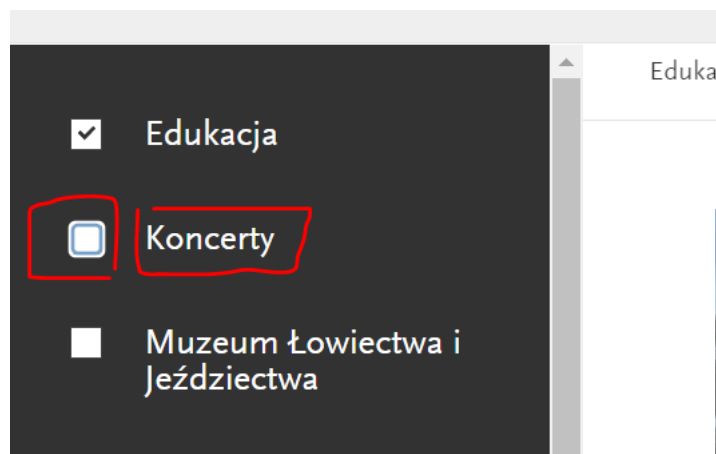 Eduka
Edukacja
Koncerty
Muzeum Łowiectwa i
Jeździectwa